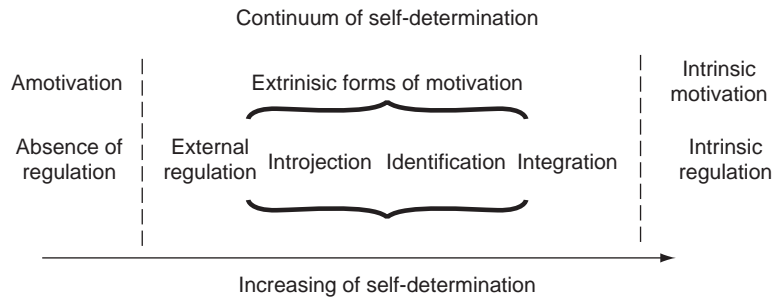 Continuum of self-determination
Amotivation
Extrinisic forms of motivation
Intrinsic
motivation
Absence of
regulation
External
regulation
Introjection
Identification
Integration
Intrinsic
regulation
Increasing of self-determination